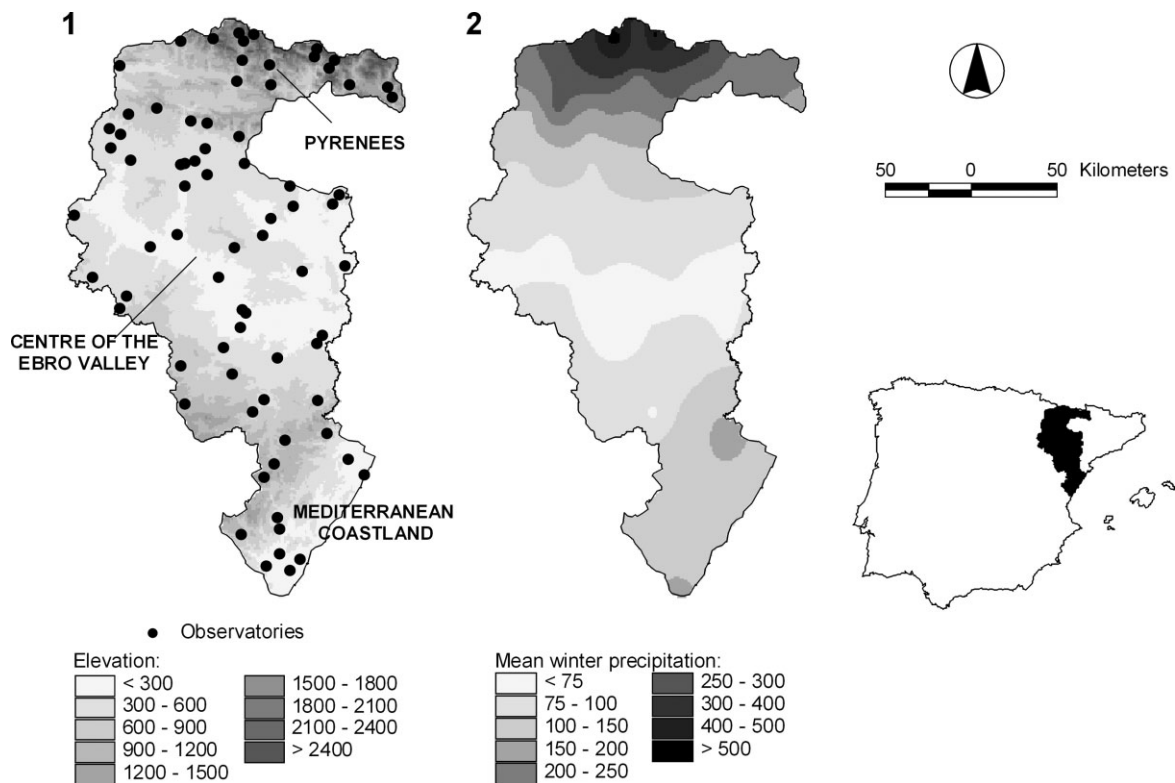 1
2
PYRENEES
50 0 50 Kilometers
CENTRE OF THE
EBRO VALLEY
MEDITERRANEAN
COASTLAND
Observatories
Elevation:
< 300
300 - 600
600 - 900
900 - 1200
1200 - 1500
1500 - 1800
1800 - 2100
2100 - 2400
> 2400
Mean winter precipitation:
< 75
75 - 100
100 - 150
150 - 200
200 - 250
250 - 300
300 - 400
400 - 500
> 500